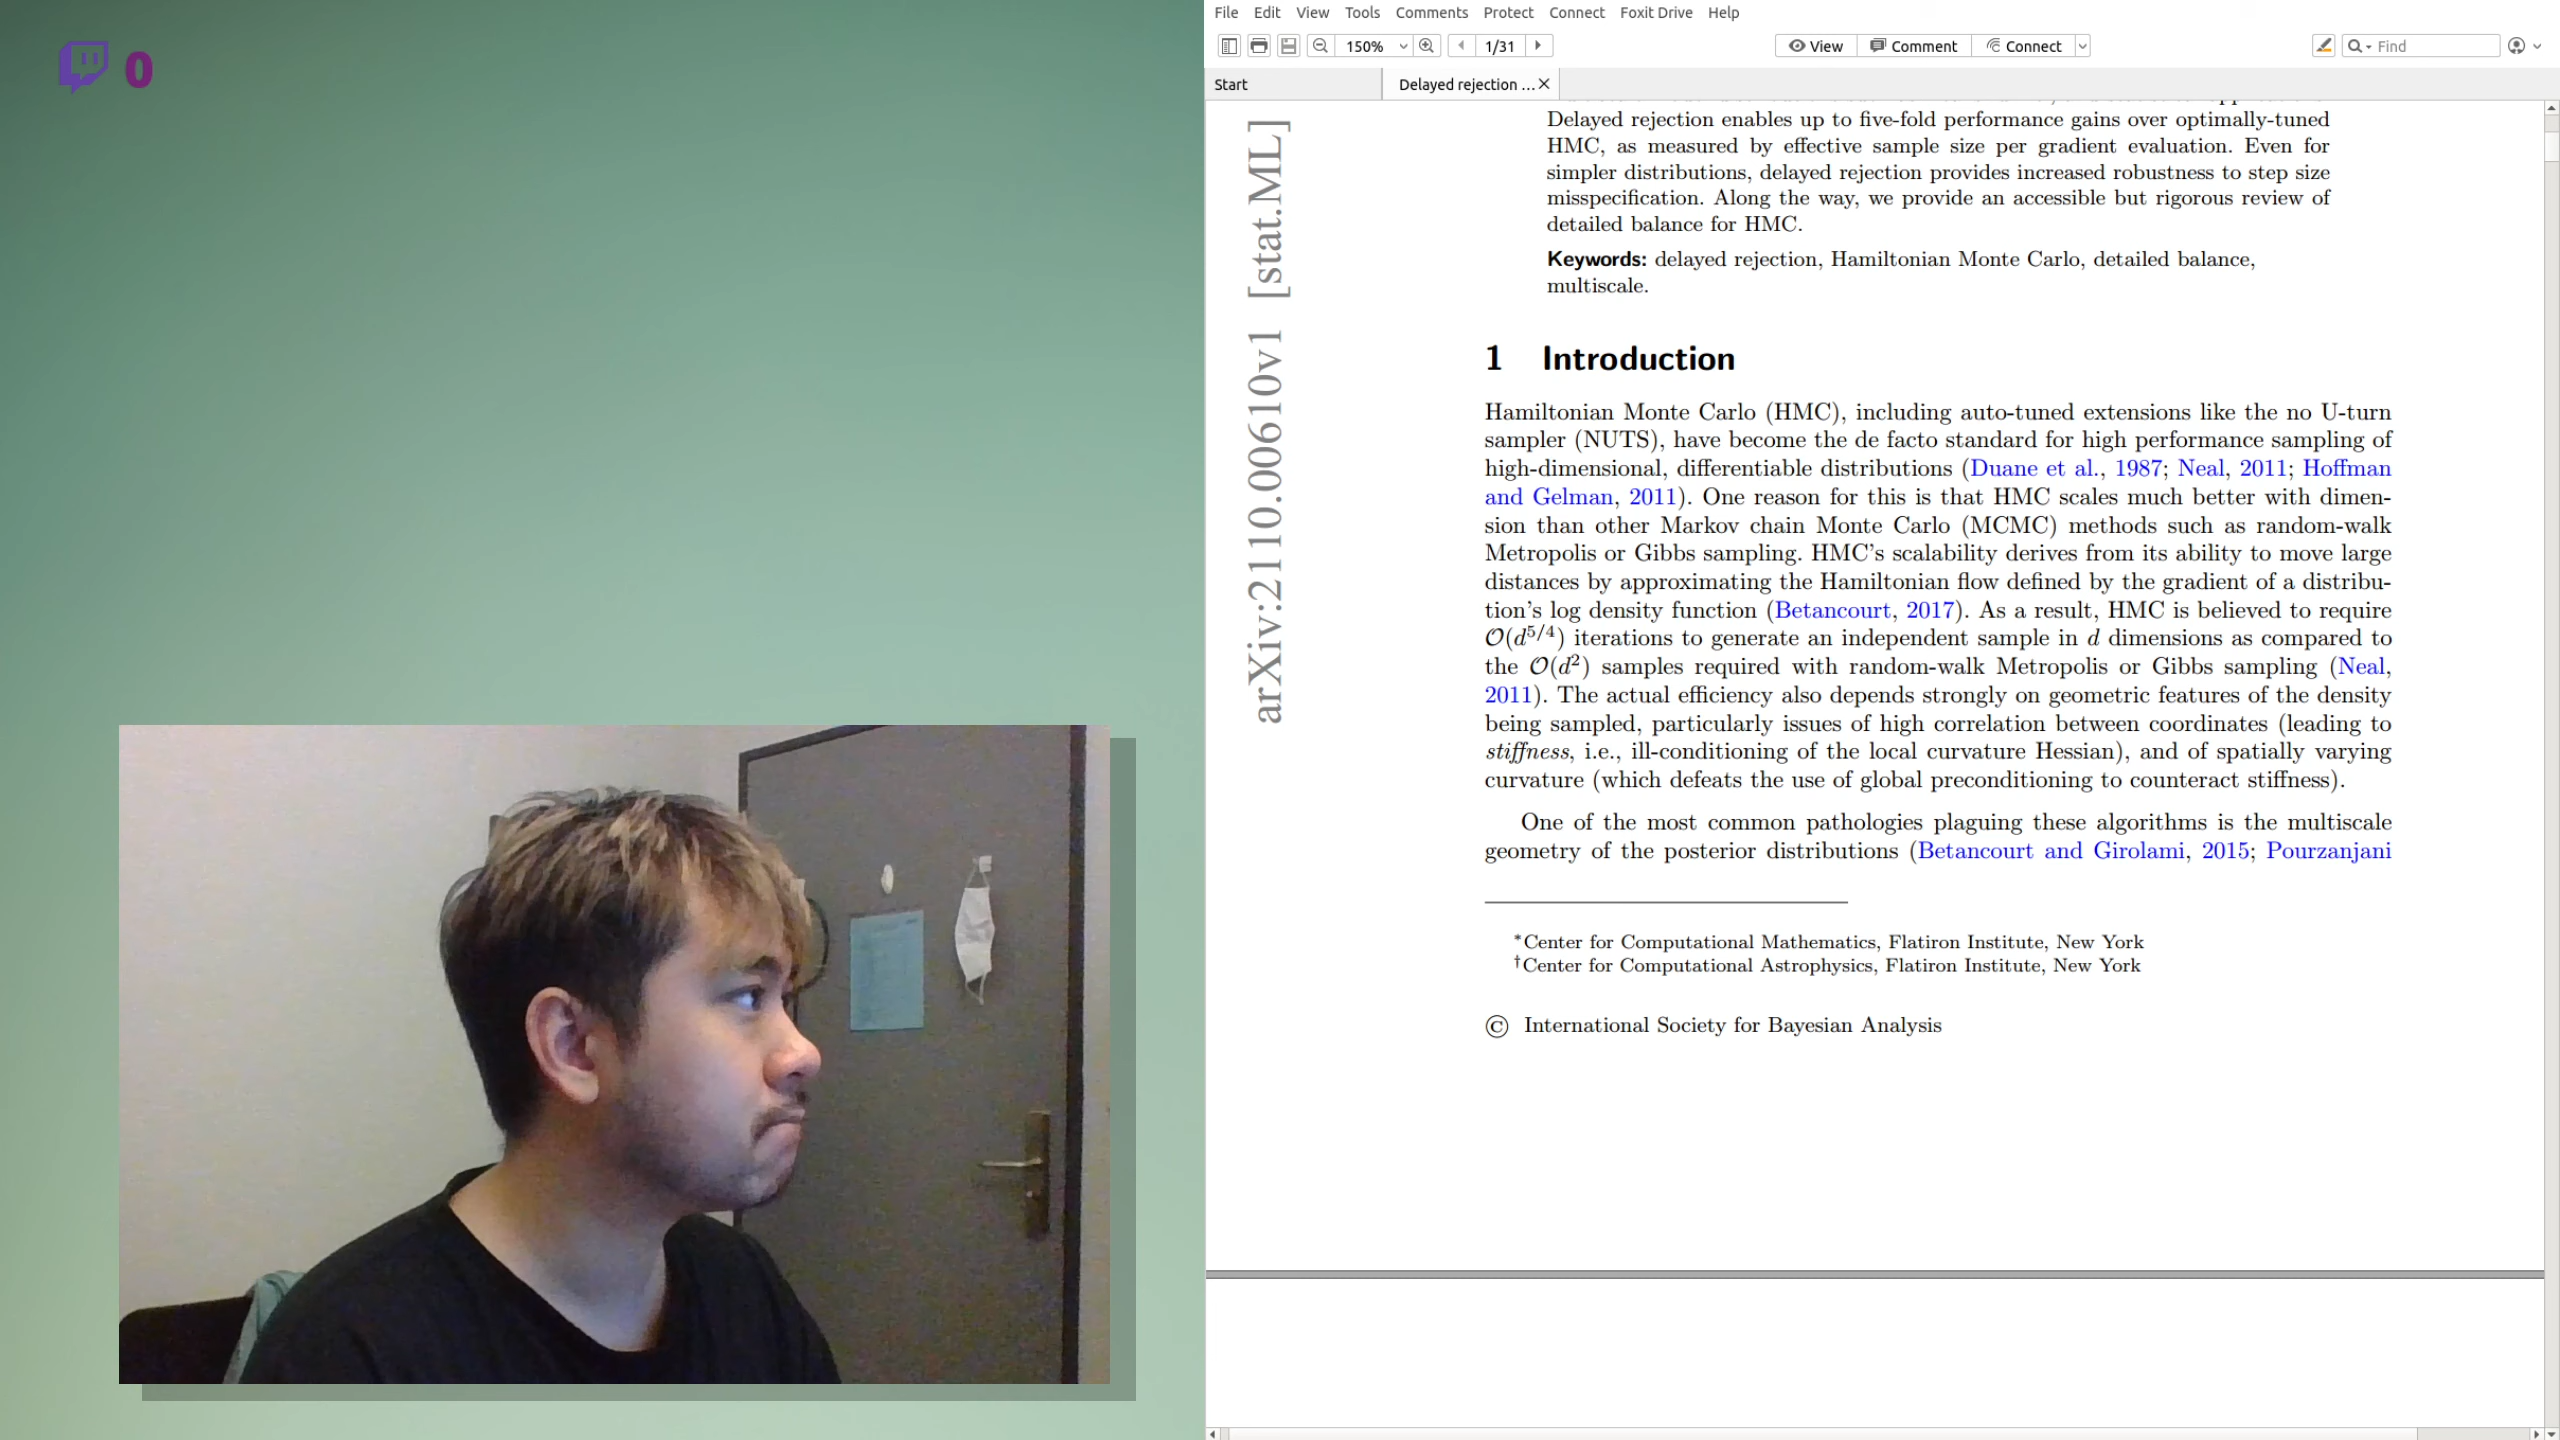 0
File Edit View Tools Comments Protect Connect Foxit Drive Help
150% 1/31 View Comment Connect Find
Start Delayed rejection ...
arXiv:2110.00610v1 [stat.ML]
Delayed rejection enables up to five-fold performance gains over optimally-tuned
HMC, as measured by effective sample size per gradient evaluation. Even for
simpler distributions, delayed rejection provides increased robustness to step size
misspecification. Along the way, we provide an accessible but rigorous review of
detailed balance for HMC.
Keywords: delayed rejection, Hamiltonian Monte Carlo, detailed balance,
multiscale.
1 Introduction
Hamiltonian Monte Carlo (HMC), including auto-tuned extensions like the no U-turn
sampler (NUTS), have become the de facto standard for high performance sampling of
high-dimensional, differentiable distributions (Duane et al., 1987; Neal, 2011; Hoffman
and Gelman, 2011). One reason for this is that HMC scales much better with dimen-
sion than other Markov chain Monte Carlo (MCMC) methods such as random-walk
Metropolis or Gibbs sampling. HMC's scalability derives from its ability to move large
distances by approximating the Hamiltonian flow defined by the gradient of a distribu-
tion's log density function (Betancourt, 2017). As a result, HMC is believed to require
𝒪(d^{5/4}) iterations to generate an independent sample in d dimensions as compared to
the 𝒪(d²) samples required with random-walk Metropolis or Gibbs sampling (Neal,
2011). The actual efficiency also depends strongly on geometric features of the density
being sampled, particularly issues of high correlation between coordinates (leading to
stiffness, i.e., ill-conditioning of the local curvature Hessian), and of spatially varying
curvature (which defeats the use of global preconditioning to counteract stiffness).
One of the most common pathologies plaguing these algorithms is the multiscale
geometry of the posterior distributions (Betancourt and Girolami, 2015; Pourzanjani
*Center for Computational Mathematics, Flatiron Institute, New York
†Center for Computational Astrophysics, Flatiron Institute, New York
© International Society for Bayesian Analysis